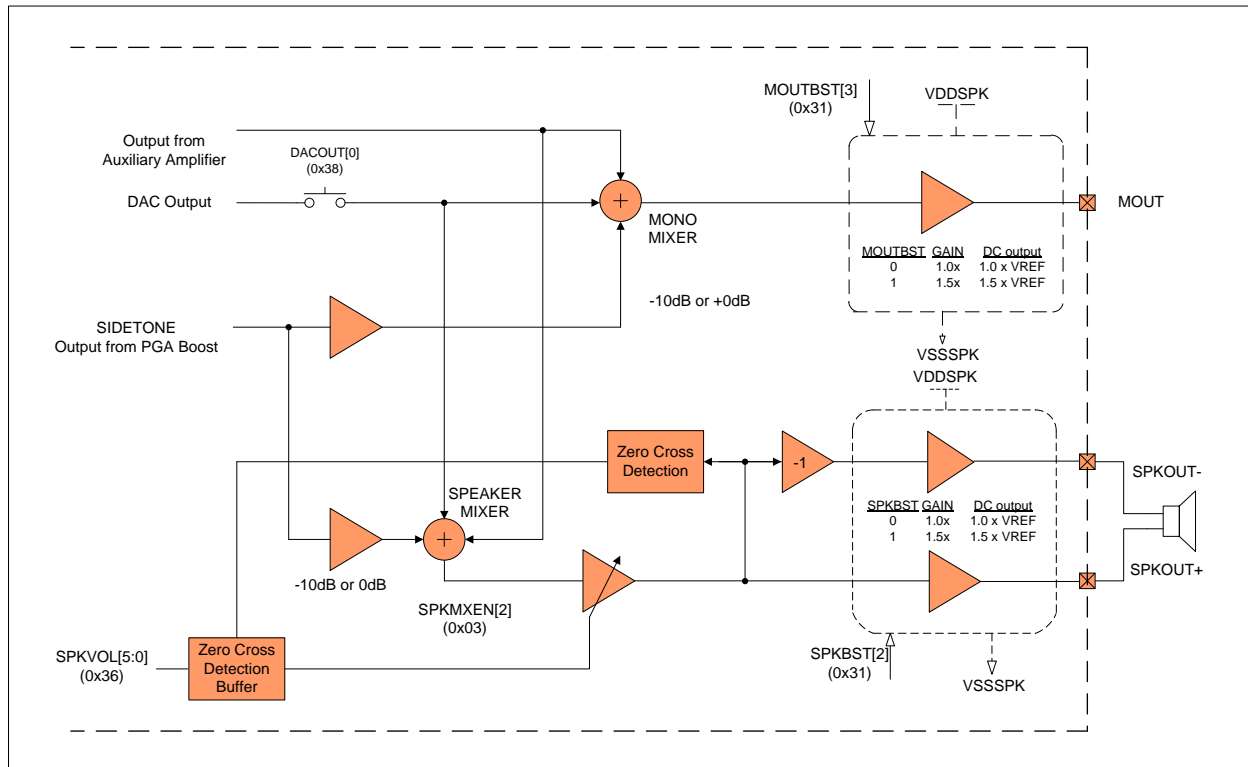 MOUTBST[3]
(0x31)
VDDSPK
Output from
Auxiliary Amplifier
DACOUT[0]
(0x38)
DAC Output
MONO
MIXER
MOUT
MOUTBST GAIN DC output
0 1.0x 1.0 x VREF
1 1.5x 1.5 x VREF
-10dB or +0dB
SIDETONE
Output from PGA Boost
VSSSPK
VDDSPK
Zero Cross
Detection
-1
SPKOUT-
SPEAKER
MIXER
SPKBST GAIN DC output
0 1.0x 1.0 x VREF
1 1.5x 1.5 x VREF
-10dB or 0dB
SPKOUT+
SPKMXEN[2]
(0x03)
SPKVOL[5:0]
(0x36)
Zero Cross
Detection
Buffer
SPKBST[2]
(0x31)
VSSSPK